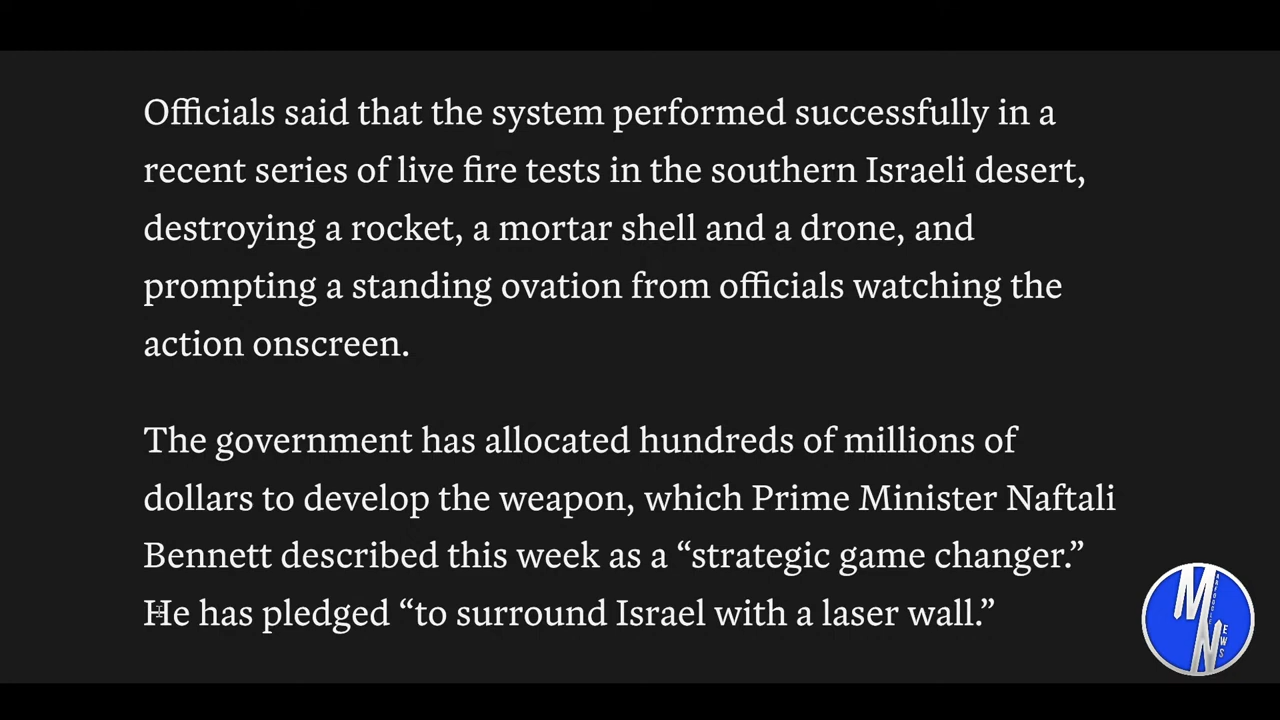 Officials said that the system performed successfully in a
recent series of live fire tests in the southern Israeli desert,
destroying a rocket, a mortar shell and a drone, and
prompting a standing ovation from officials watching the
action onscreen.
The government has allocated hundreds of millions of
dollars to develop the weapon, which Prime Minister Naftali
Bennett described this week as a “strategic game changer.”
He has pledged “to surround Israel with a laser wall.”